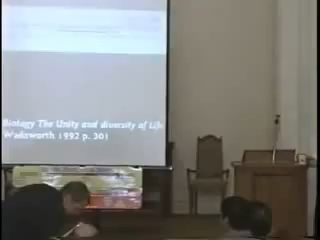 Biology The Unity and diversity of Life
Wadsworth 1992 p. 301